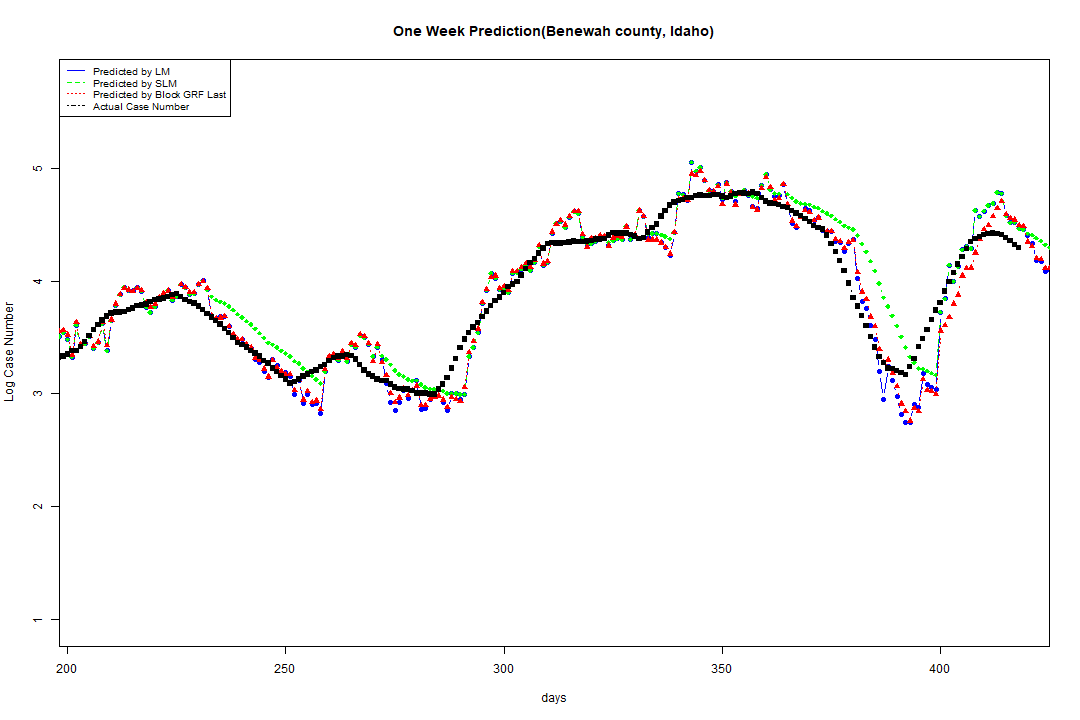 One Week Prediction(Benewah county, Idaho)
Predicted by LM
Predicted by SLM
Predicted by Block GRF Last
Actual Case Number
Log Case Number
5
4
3
2
1
200
250
300
350
400
days